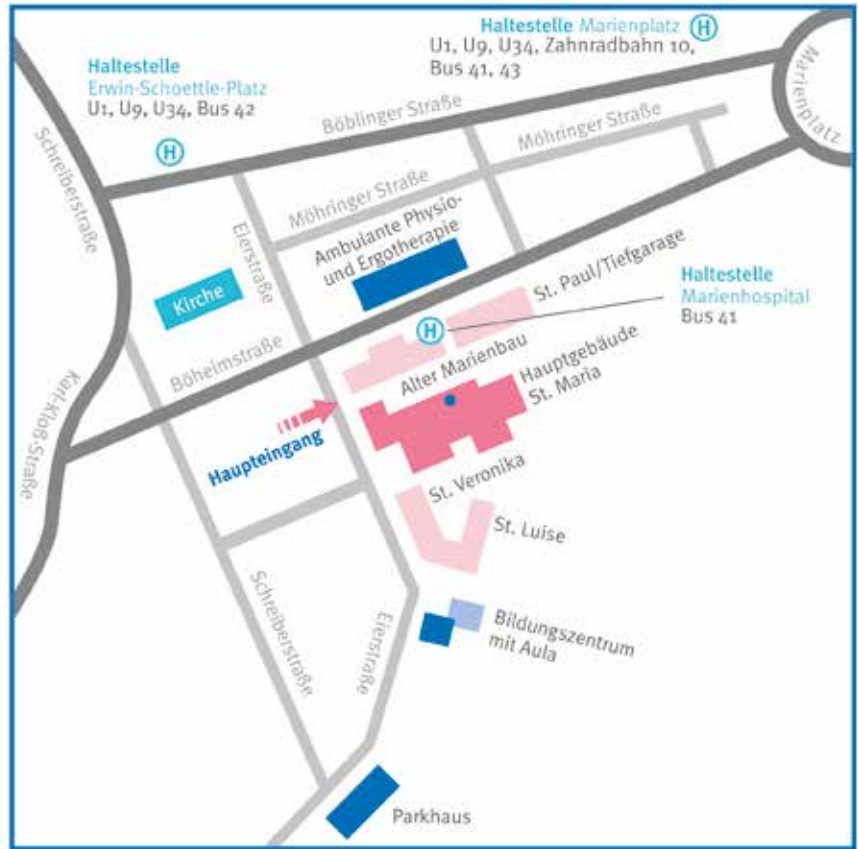 Haltestelle Marienplatz H
U1, U9, U34, Zahnradbahn 10,
Bus 41, 43
Haltestelle
Erwin-Schoettle-Platz
U1, U9, U34, Bus 42
H
Marienplatz
Böblinger Straße
Schreiberstraße
Möhringer Straße
Möhringer Straße
Eierstraße
Ambulante Physio-
und Ergotherapie
Kirche
St. Paul/Tiefgarage
Haltestelle
Marienhospital
Bus 41
H
Böheimstraße
Alter Marienbau
Hauptgebäude
St. Maria
Karl-Kloß-Straße
Haupteingang
St. Veronika
St. Luise
Schreiberstraße
Eierstraße
Bildungszentrum
mit Aula
Parkhaus